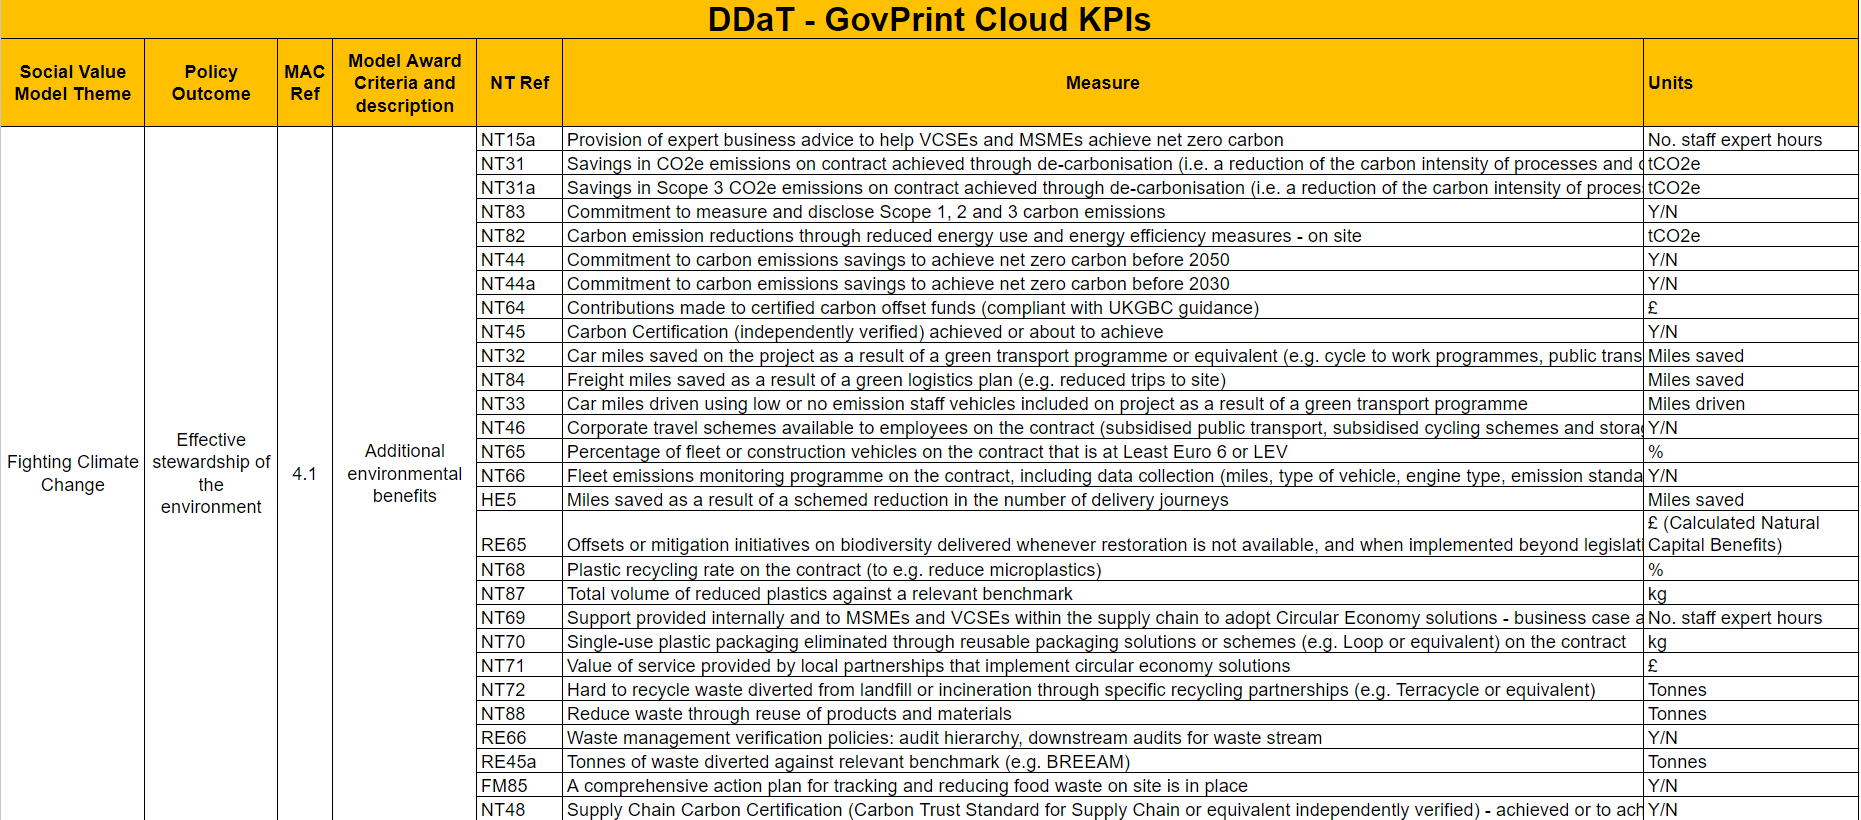 DDaT - GovPrint Cloud KPIs
Social Value Model Theme | Policy Outcome | MAC Ref | Model Award Criteria and description | NT Ref | Measure | Units
Fighting Climate Change | Effective stewardship of the environment | 4.1 | Additional environmental benefits
NT15a Provision of expert business advice to help VCSEs and MSMEs achieve net zero carbon No. staff expert hours
NT31 Savings in CO2e emissions on contract achieved through de-carbonisation (i.e. a reduction of the carbon intensity of processes and tCO2e
NT31a Savings in Scope 3 CO2e emissions on contract achieved through de-carbonisation (i.e. a reduction of the carbon intensity of proces tCO2e
NT83 Commitment to measure and disclose Scope 1, 2 and 3 carbon emissions Y/N
NT82 Carbon emission reductions through reduced energy use and energy efficiency measures - on site tCO2e
NT44 Commitment to carbon emissions savings to achieve net zero carbon before 2050 Y/N
NT44a Commitment to carbon emissions savings to achieve net zero carbon before 2030 Y/N
NT64 Contributions made to certified carbon offset funds (compliant with UKGBC guidance) £
NT45 Carbon Certification (independently verified) achieved or about to achieve Y/N
NT32 Car miles saved on the project as a result of a green transport programme or equivalent (e.g. cycle to work programmes, public trans Miles saved
NT84 Freight miles saved as a result of a green logistics plan (e.g. reduced trips to site) Miles saved
NT33 Car miles driven using low or no emission staff vehicles included on project as a result of a green transport programme Miles driven
NT46 Corporate travel schemes available to employees on the contract (subsidised public transport, subsidised cycling schemes and storag Y/N
NT65 Percentage of fleet or construction vehicles on the contract that is at Least Euro 6 or LEV %
NT66 Fleet emissions monitoring programme on the contract, including data collection (miles, type of vehicle, engine type, emission standa Y/N
HE5 Miles saved as a result of a schemed reduction in the number of delivery journeys Miles saved
RE65 Offsets or mitigation initiatives on biodiversity delivered whenever restoration is not available, and when implemented beyond legislati £ (Calculated Natural Capital Benefits)
NT68 Plastic recycling rate on the contract (to e.g. reduce microplastics) %
NT87 Total volume of reduced plastics against a relevant benchmark kg
NT69 Support provided internally and to MSMEs and VCSEs within the supply chain to adopt Circular Economy solutions - business case a No. staff expert hours
NT70 Single-use plastic packaging eliminated through reusable packaging solutions or schemes (e.g. Loop or equivalent) on the contract kg
NT71 Value of service provided by local partnerships that implement circular economy solutions £
NT72 Hard to recycle waste diverted from landfill or incineration through specific recycling partnerships (e.g. Terracycle or equivalent) Tonnes
NT88 Reduce waste through reuse of products and materials Tonnes
RE66 Waste management verification policies: audit hierarchy, downstream audits for waste stream Y/N
RE45a Tonnes of waste diverted against relevant benchmark (e.g. BREEAM) Tonnes
FM85 A comprehensive action plan for tracking and reducing food waste on site is in place Y/N
NT48 Supply Chain Carbon Certification (Carbon Trust Standard for Supply Chain or equivalent independently verified) - achieved or to ach Y/N